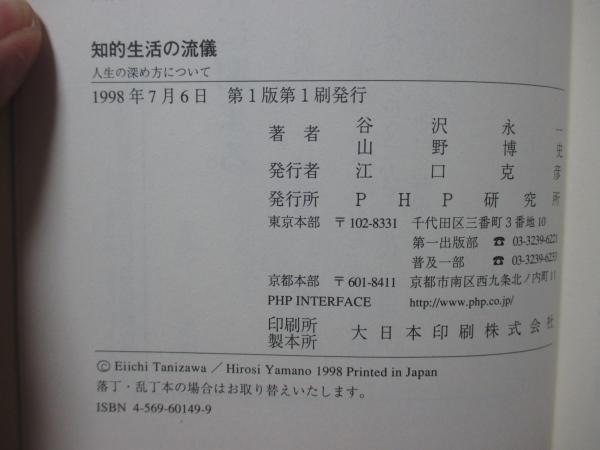 知的生活の流儀
人生の深め方について
1998年7月6日 第1版第1刷発行
著者 谷沢永一
山野博史
発行者 江口克彦
発行所 PHP研究所
東京本部 〒102-8331 千代田区三番町3番地10
第一出版部 ☎ 03-3239-6221
普及一部 ☎ 03-3239-6233
京都本部 〒601-8411 京都市南区西九条北ノ内町11
PHP INTERFACE http://www.php.co.jp/
印刷所
製本所 大日本印刷株式会社
© Eiichi Tanizawa / Hirosi Yamano 1998 Printed in Japan
落丁・乱丁本の場合はお取り替えいたします。
ISBN 4-569-60149-9